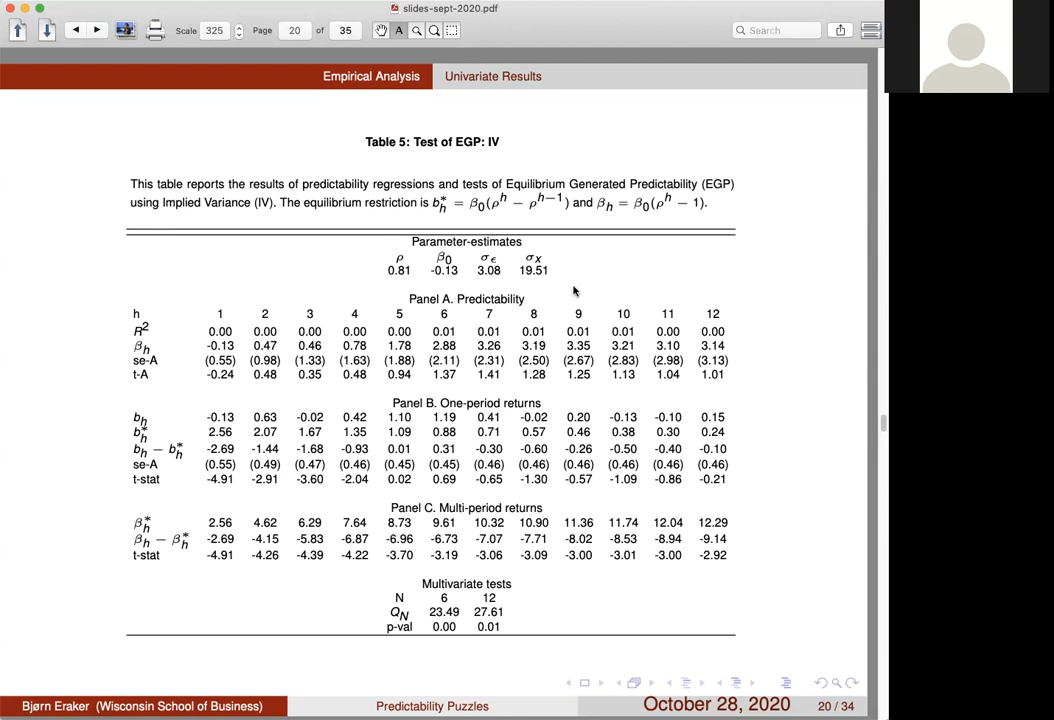 slides-sept-2020.pdf
Scale 325 Page 20 of 35 A Search
Empirical Analysis Univariate Results
Table 5: Test of EGP: IV
This table reports the results of predictability regressions and tests of Equilibrium Generated Predictability (EGP)
using Implied Variance (IV). The equilibrium restriction is b*h = β0(ρ^h − ρ^h−1) and βh = β0(ρ^h − 1).
Parameter-estimates
ρ β0 σϵ σx
0.81 -0.13 3.08 19.51
Panel A. Predictability
h 1 2 3 4 5 6 7 8 9 10 11 12
R2 0.00 0.00 0.00 0.00 0.00 0.01 0.01 0.01 0.01 0.01 0.00 0.00
βh -0.13 0.47 0.46 0.78 1.78 2.88 3.26 3.19 3.35 3.21 3.10 3.14
se-A (0.55) (0.98) (1.33) (1.63) (1.88) (2.11) (2.31) (2.50) (2.67) (2.83) (2.98) (3.13)
t-A -0.24 0.48 0.35 0.48 0.94 1.37 1.41 1.28 1.25 1.13 1.04 1.01
Panel B. One-period returns
bh -0.13 0.63 -0.02 0.42 1.10 1.19 0.41 -0.02 0.20 -0.13 -0.10 0.15
b*h 2.56 2.07 1.67 1.35 1.09 0.88 0.71 0.57 0.46 0.38 0.30 0.24
bh − b*h -2.69 -1.44 -1.68 -0.93 0.01 0.31 -0.30 -0.60 -0.26 -0.50 -0.40 -0.10
se-A (0.55) (0.49) (0.47) (0.46) (0.45) (0.45) (0.46) (0.46) (0.46) (0.46) (0.46) (0.46)
t-stat -4.91 -2.91 -3.60 -2.04 0.02 0.69 -0.65 -1.30 -0.57 -1.09 -0.86 -0.21
Panel C. Multi-period returns
β*h 2.56 4.62 6.29 7.64 8.73 9.61 10.32 10.90 11.36 11.74 12.04 12.29
βh − β*h -2.69 -4.15 -5.83 -6.87 -6.96 -6.73 -7.07 -7.71 -8.02 -8.53 -8.94 -9.14
t-stat -4.91 -4.26 -4.39 -4.22 -3.70 -3.19 -3.06 -3.09 -3.00 -3.01 -3.00 -2.92
Multivariate tests
N 6 12
QN 23.49 27.61
p-val 0.00 0.01
Bjørn Eraker (Wisconsin School of Business) Predictability Puzzles October 28, 2020 20 / 34